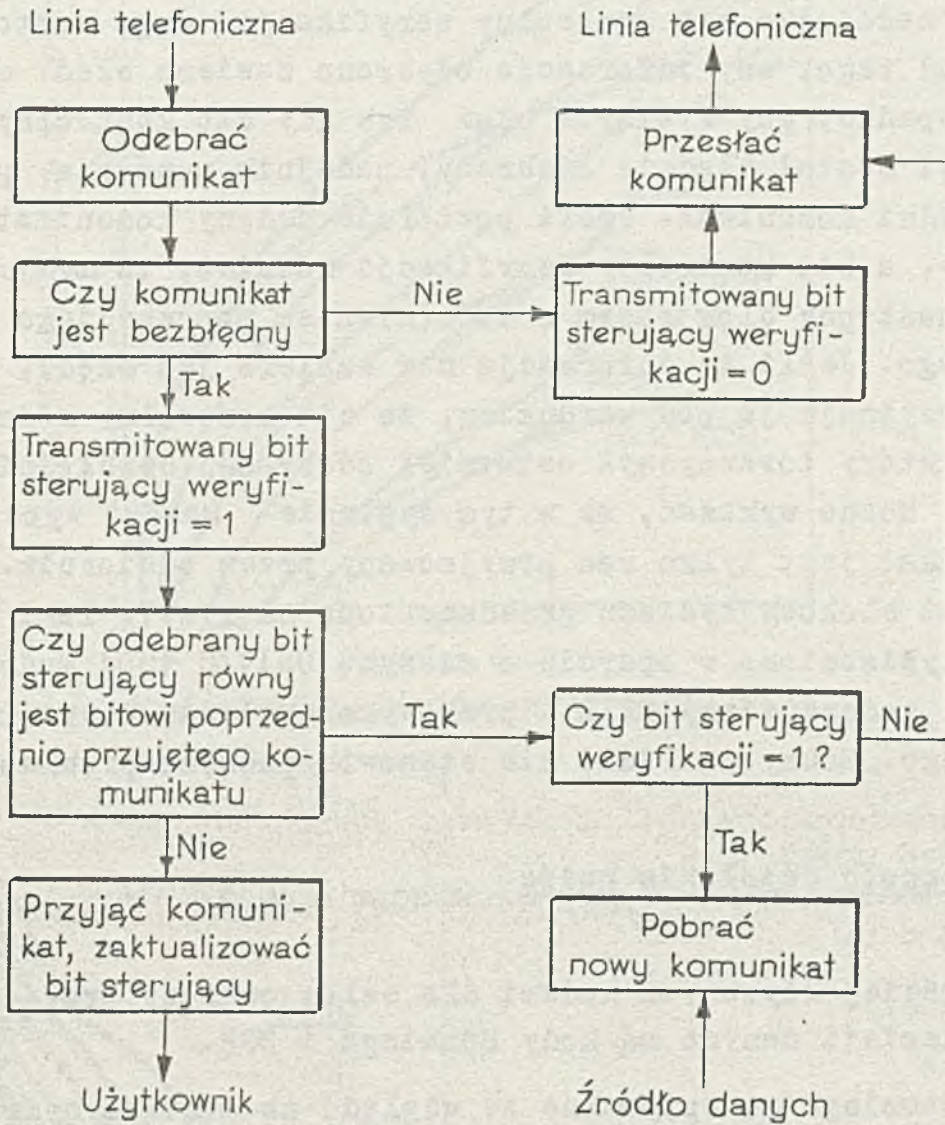 Linia telefoniczna
Odebrać
komunikat
Czy komunikat
jest bezbłędny
Nie
Tak
Transmitowany bit
sterujący weryfi-
kacji = 1
Czy odebrany bit
sterujący równy
jest bitowi poprzed-
nio przyjętego ko-
munikatu
Tak
Nie
Przyjąć komuni-
kat, zaktualizować
bit sterujący
Użytkownik
Linia telefoniczna
Przesłać
komunikat
Transmitowany bit
sterujący weryfi-
kacji = 0
Czy bit sterujący
weryfikacji = 1 ?
Nie
Tak
Pobrać
nowy komunikat
Źródło danych